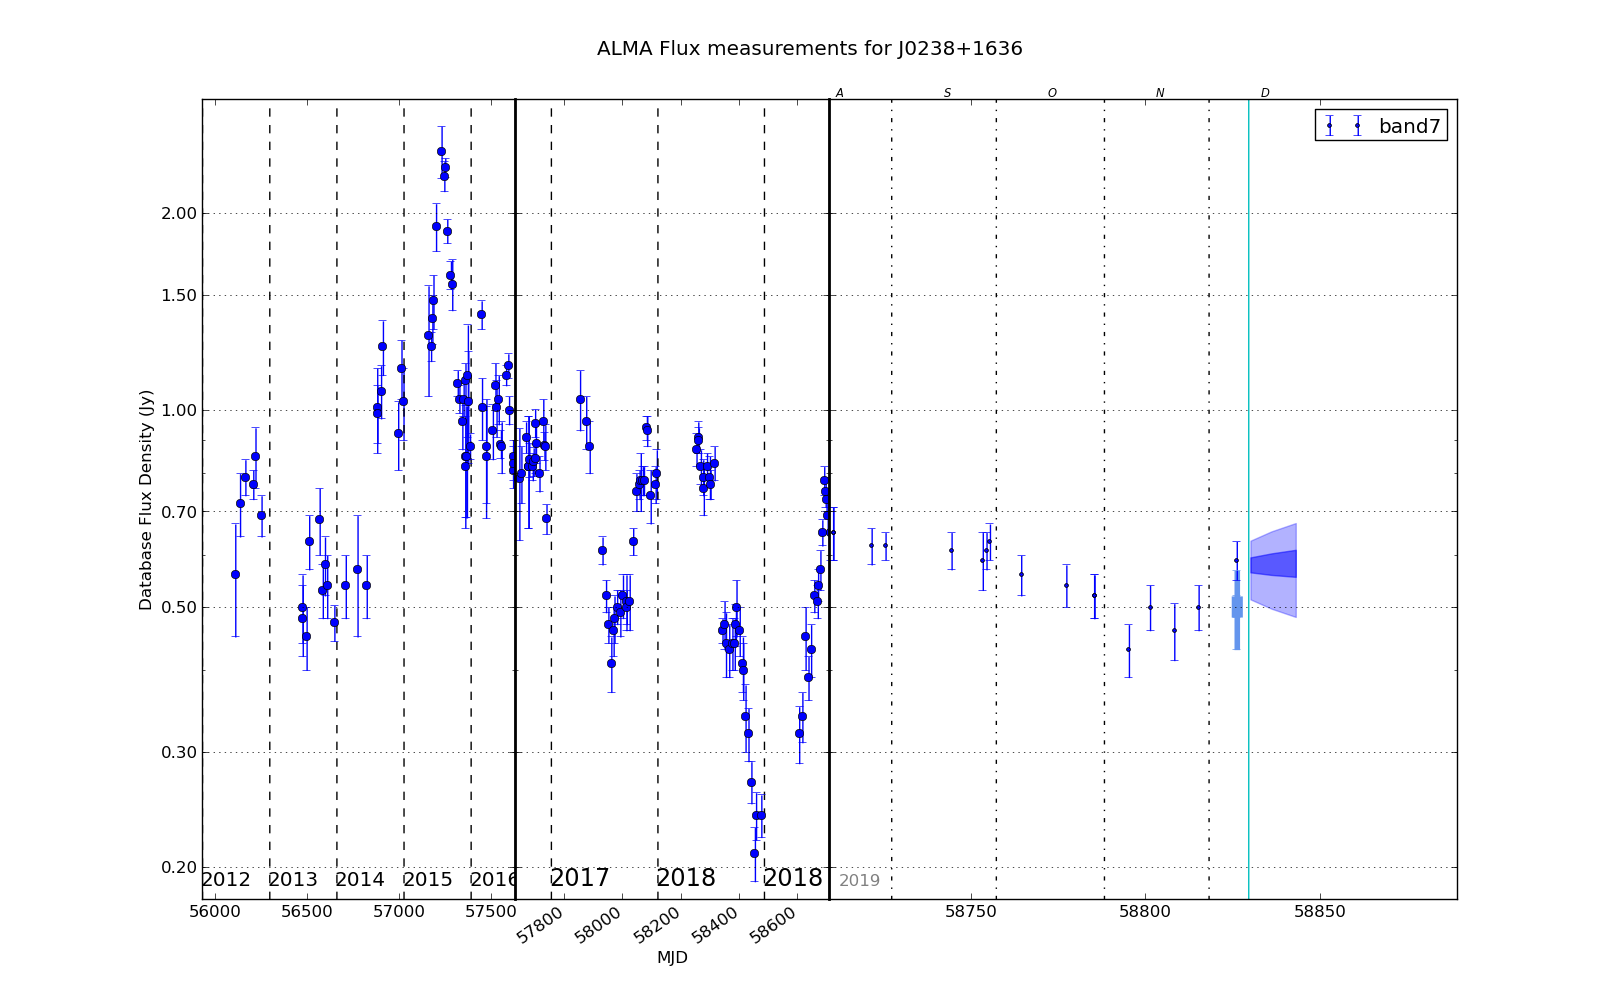 ALMA Flux measurements for J0238+1636
A S O N D
band7
2.00
1.50
1.00
0.70
0.50
0.30
0.20
Database Flux Density (Jy)
2012 2013 2014 2015 2016 2017 2018 2018 2019
56000 56500 57000 57500 57800 58000 58200 58400 58600 58750 58800 58850
MJD